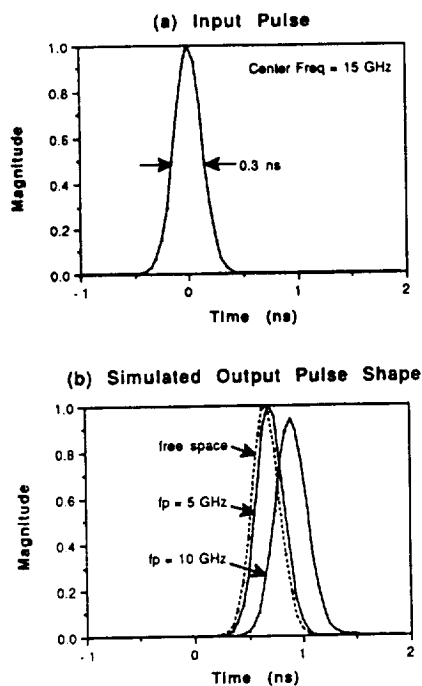 (a) Input Pulse
Center Freq = 15 GHz
1.0
0.8
0.6
0.4
0.2
0.0
Magnitude
0.3 ns
-1
0
1
2
Time (ns)
(b) Simulated Output Pulse Shape
1.0
0.8
0.6
0.4
0.2
0.0
Magnitude
free space
fp = 5 GHz
fp = 10 GHz
-1
0
1
2
Time (ns)